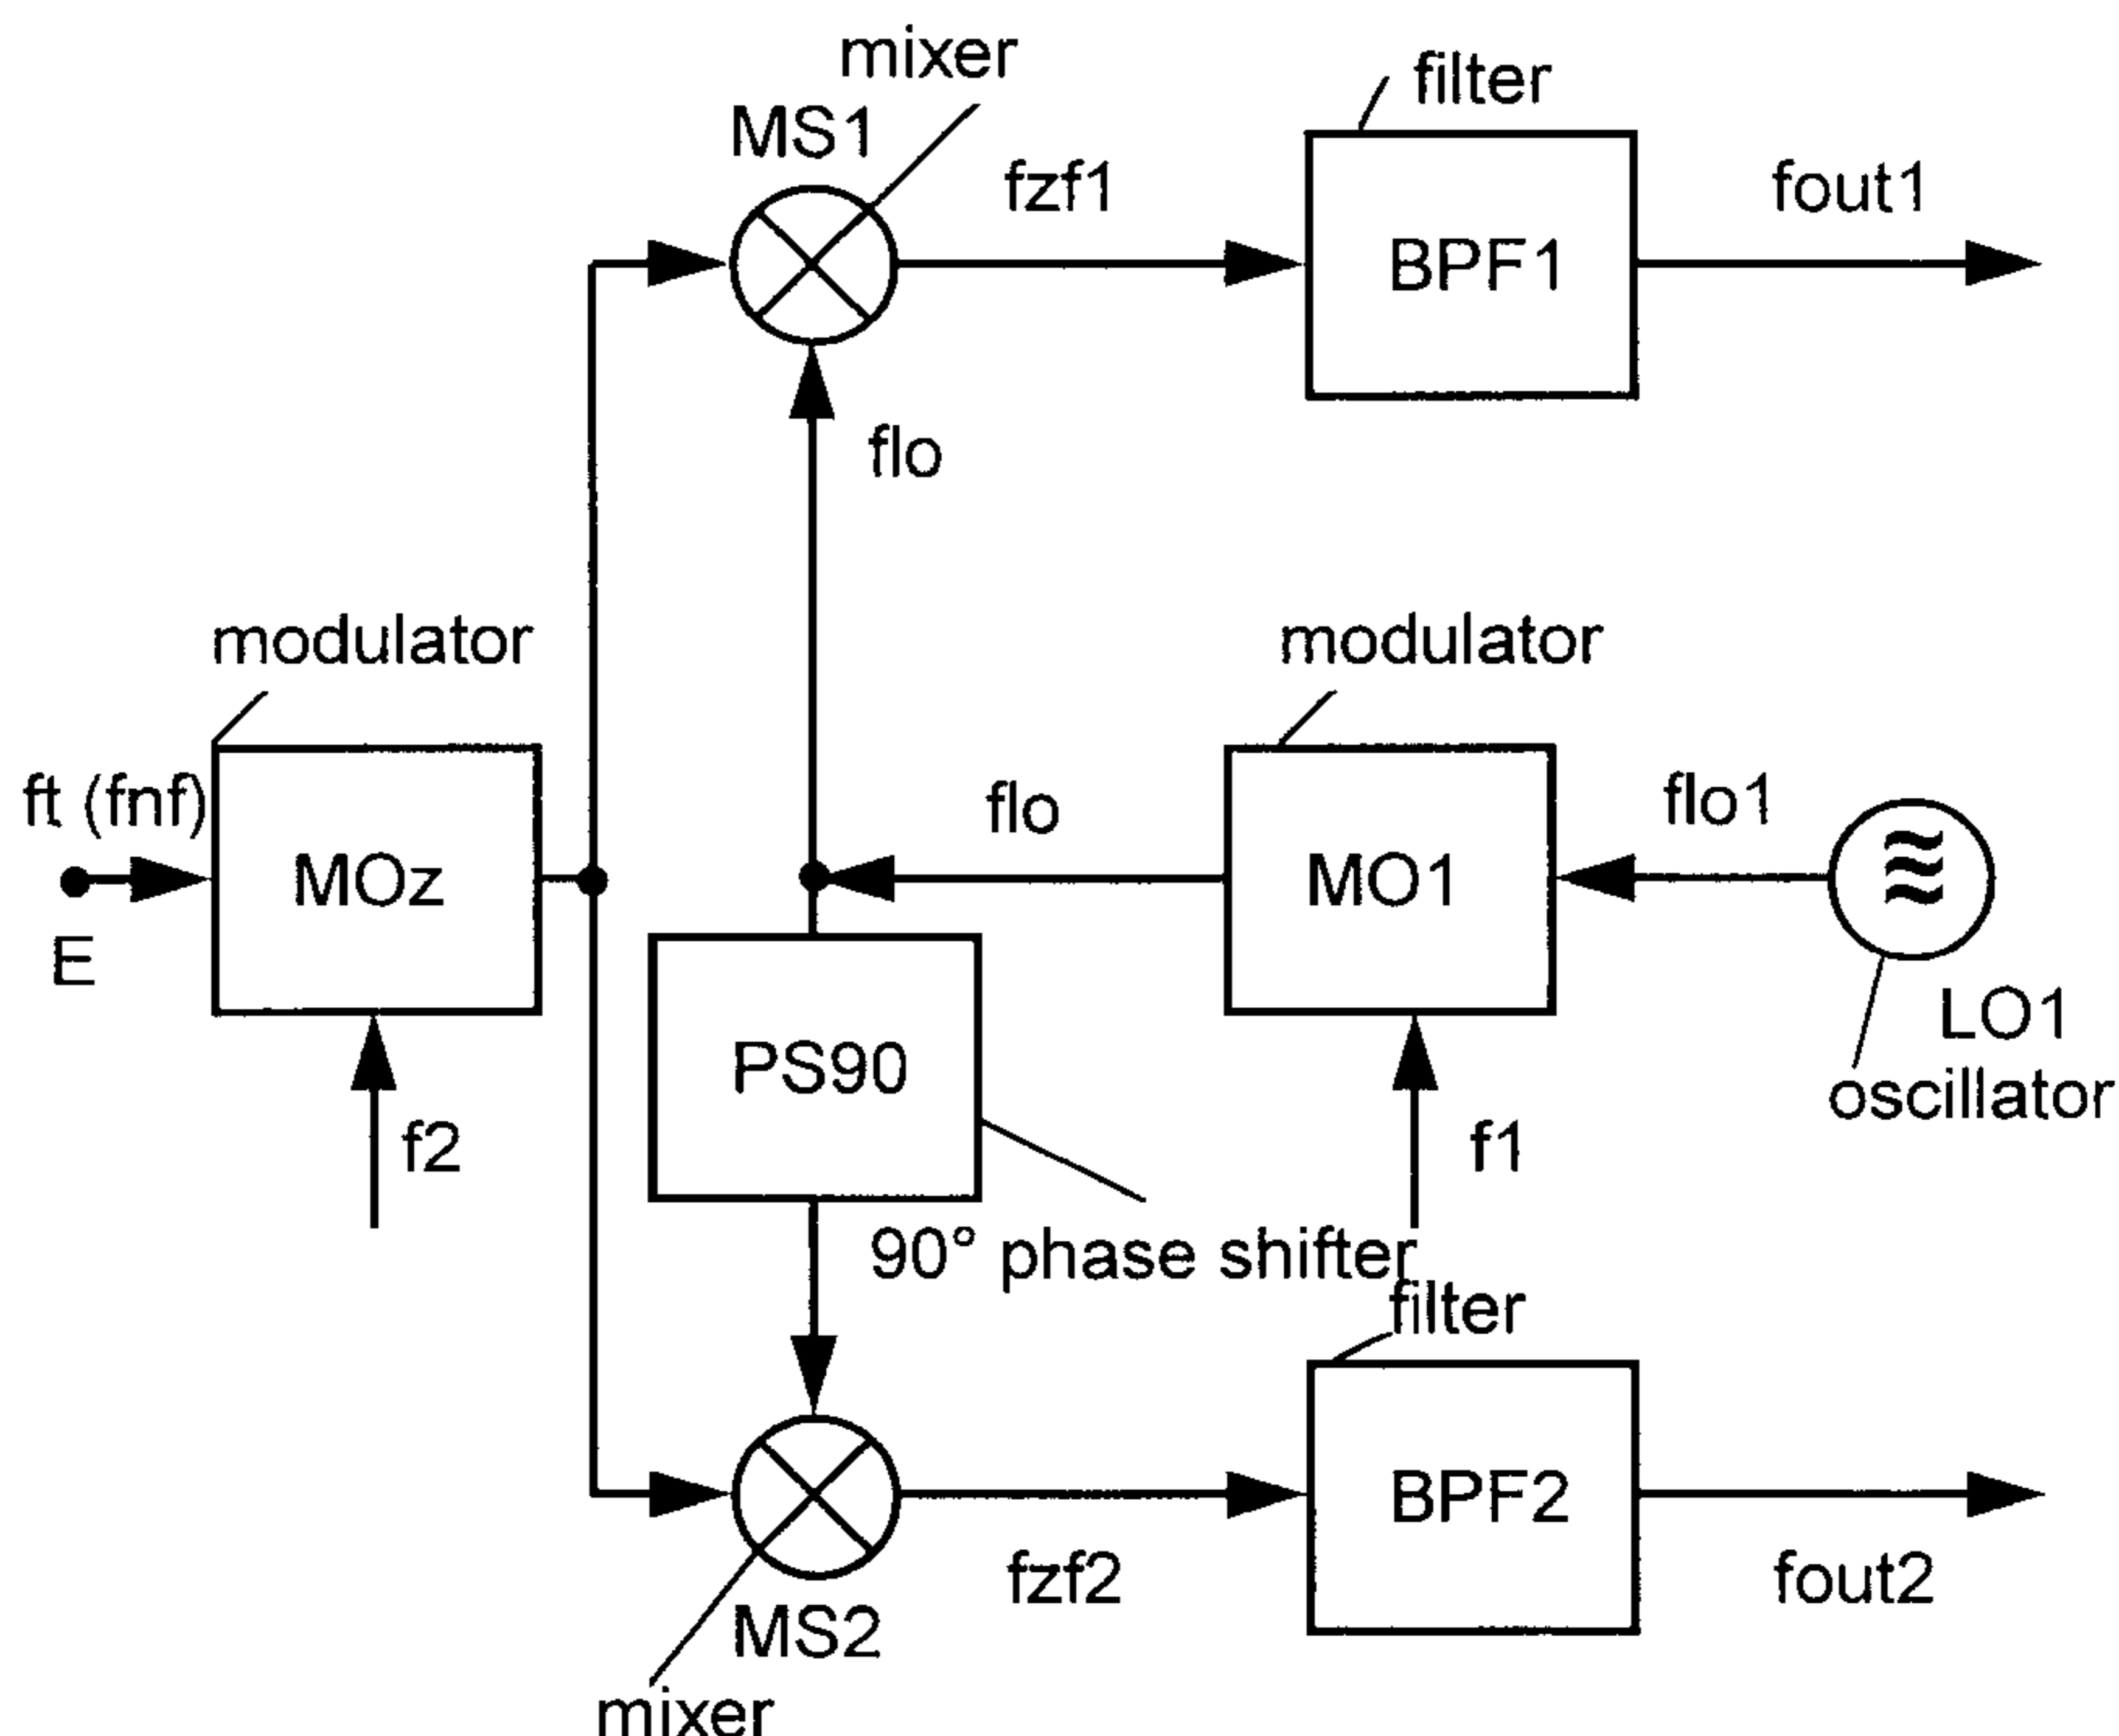 mixer
filter
MS1
fzf1
fout1
BPF1
flo
modulator
modulator
ft (fnf)
flo
flo1
MOz
MO1
E
LO1
oscillator
PS90
f2
f1
90° phase shifter
filter
BPF2
fzf2
fout2
MS2
mixer